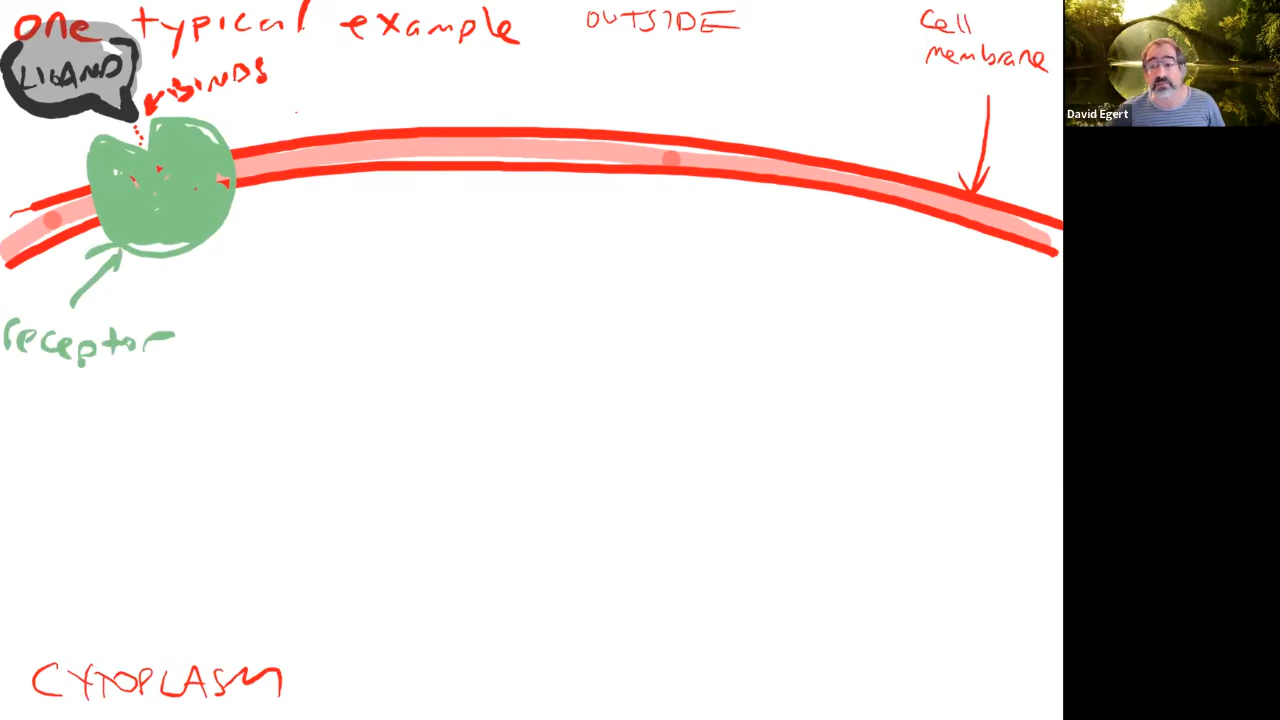 one typical example
OUTSIDE
Cell
membrane
LIGAND
BINDS
David Egert
receptor
CYTOPLASM